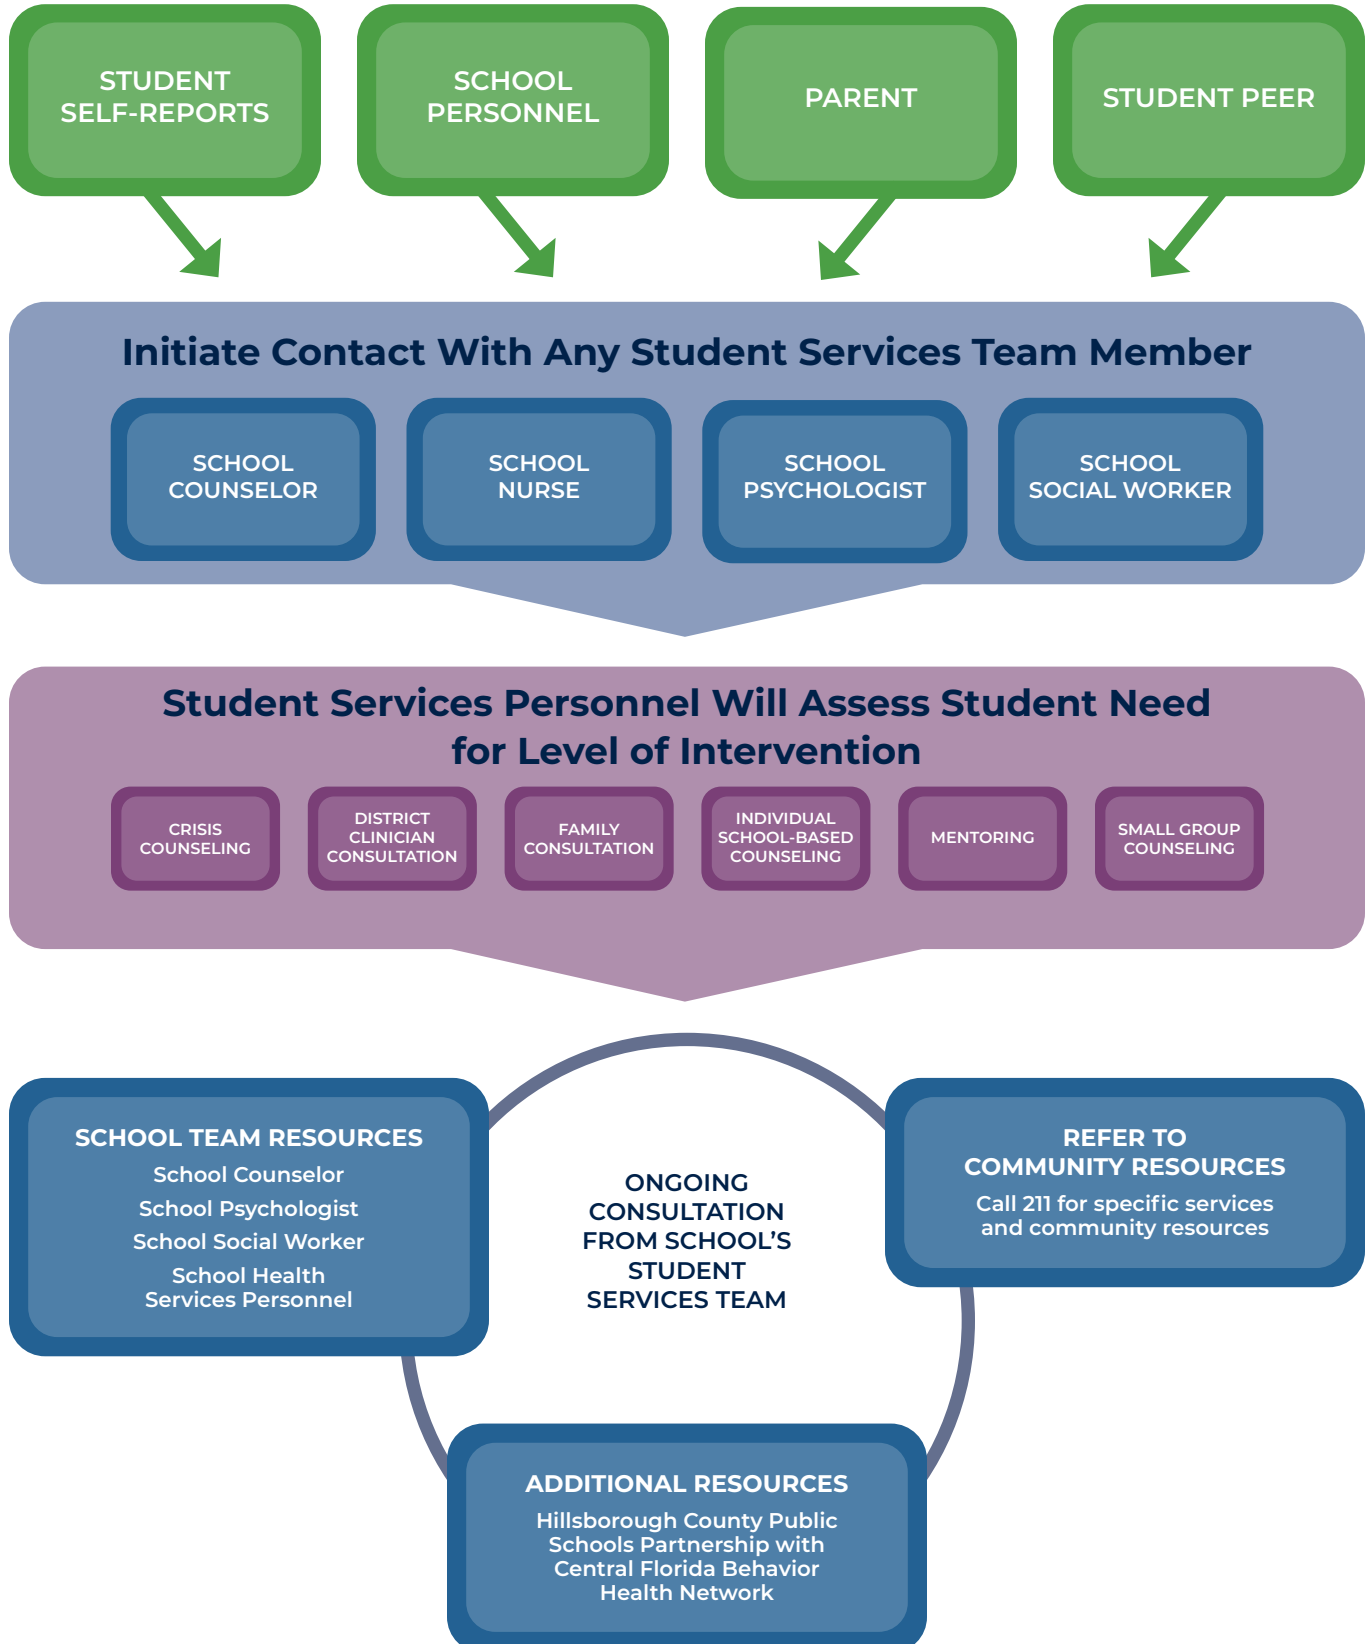 STUDENT
SELF-REPORTS
SCHOOL
PERSONNEL
PARENT
STUDENT PEER
Initiate Contact With Any Student Services Team Member
SCHOOL
COUNSELOR
SCHOOL
NURSE
SCHOOL
PSYCHOLOGIST
SCHOOL
SOCIAL WORKER
Student Services Personnel Will Assess Student Need
for Level of Intervention
CRISIS
COUNSELING
DISTRICT
CLINICIAN
CONSULTATION
FAMILY
CONSULTATION
INDIVIDUAL
SCHOOL-BASED
COUNSELING
MENTORING
SMALL GROUP
COUNSELING
SCHOOL TEAM RESOURCES
School Counselor
School Psychologist
School Social Worker
School Health
Services Personnel
ONGOING
CONSULTATION
FROM SCHOOL’S
STUDENT
SERVICES TEAM
REFER TO
COMMUNITY RESOURCES
Call 211 for specific services
and community resources
ADDITIONAL RESOURCES
Hillsborough County Public
Schools Partnership with
Central Florida Behavior
Health Network